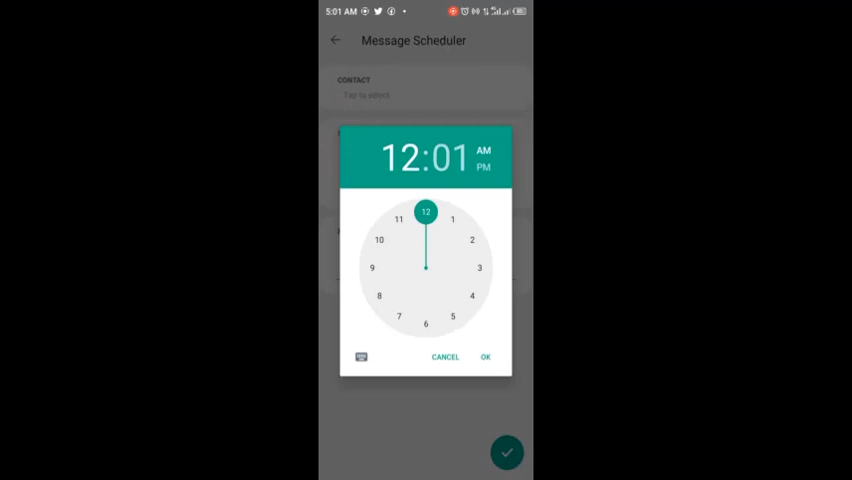 5:01 AM
Message Scheduler
CONTACT
Tap to select
12:01
AM
PM
12
11
1
10
2
9
3
8
4
7
5
6
CANCEL
OK